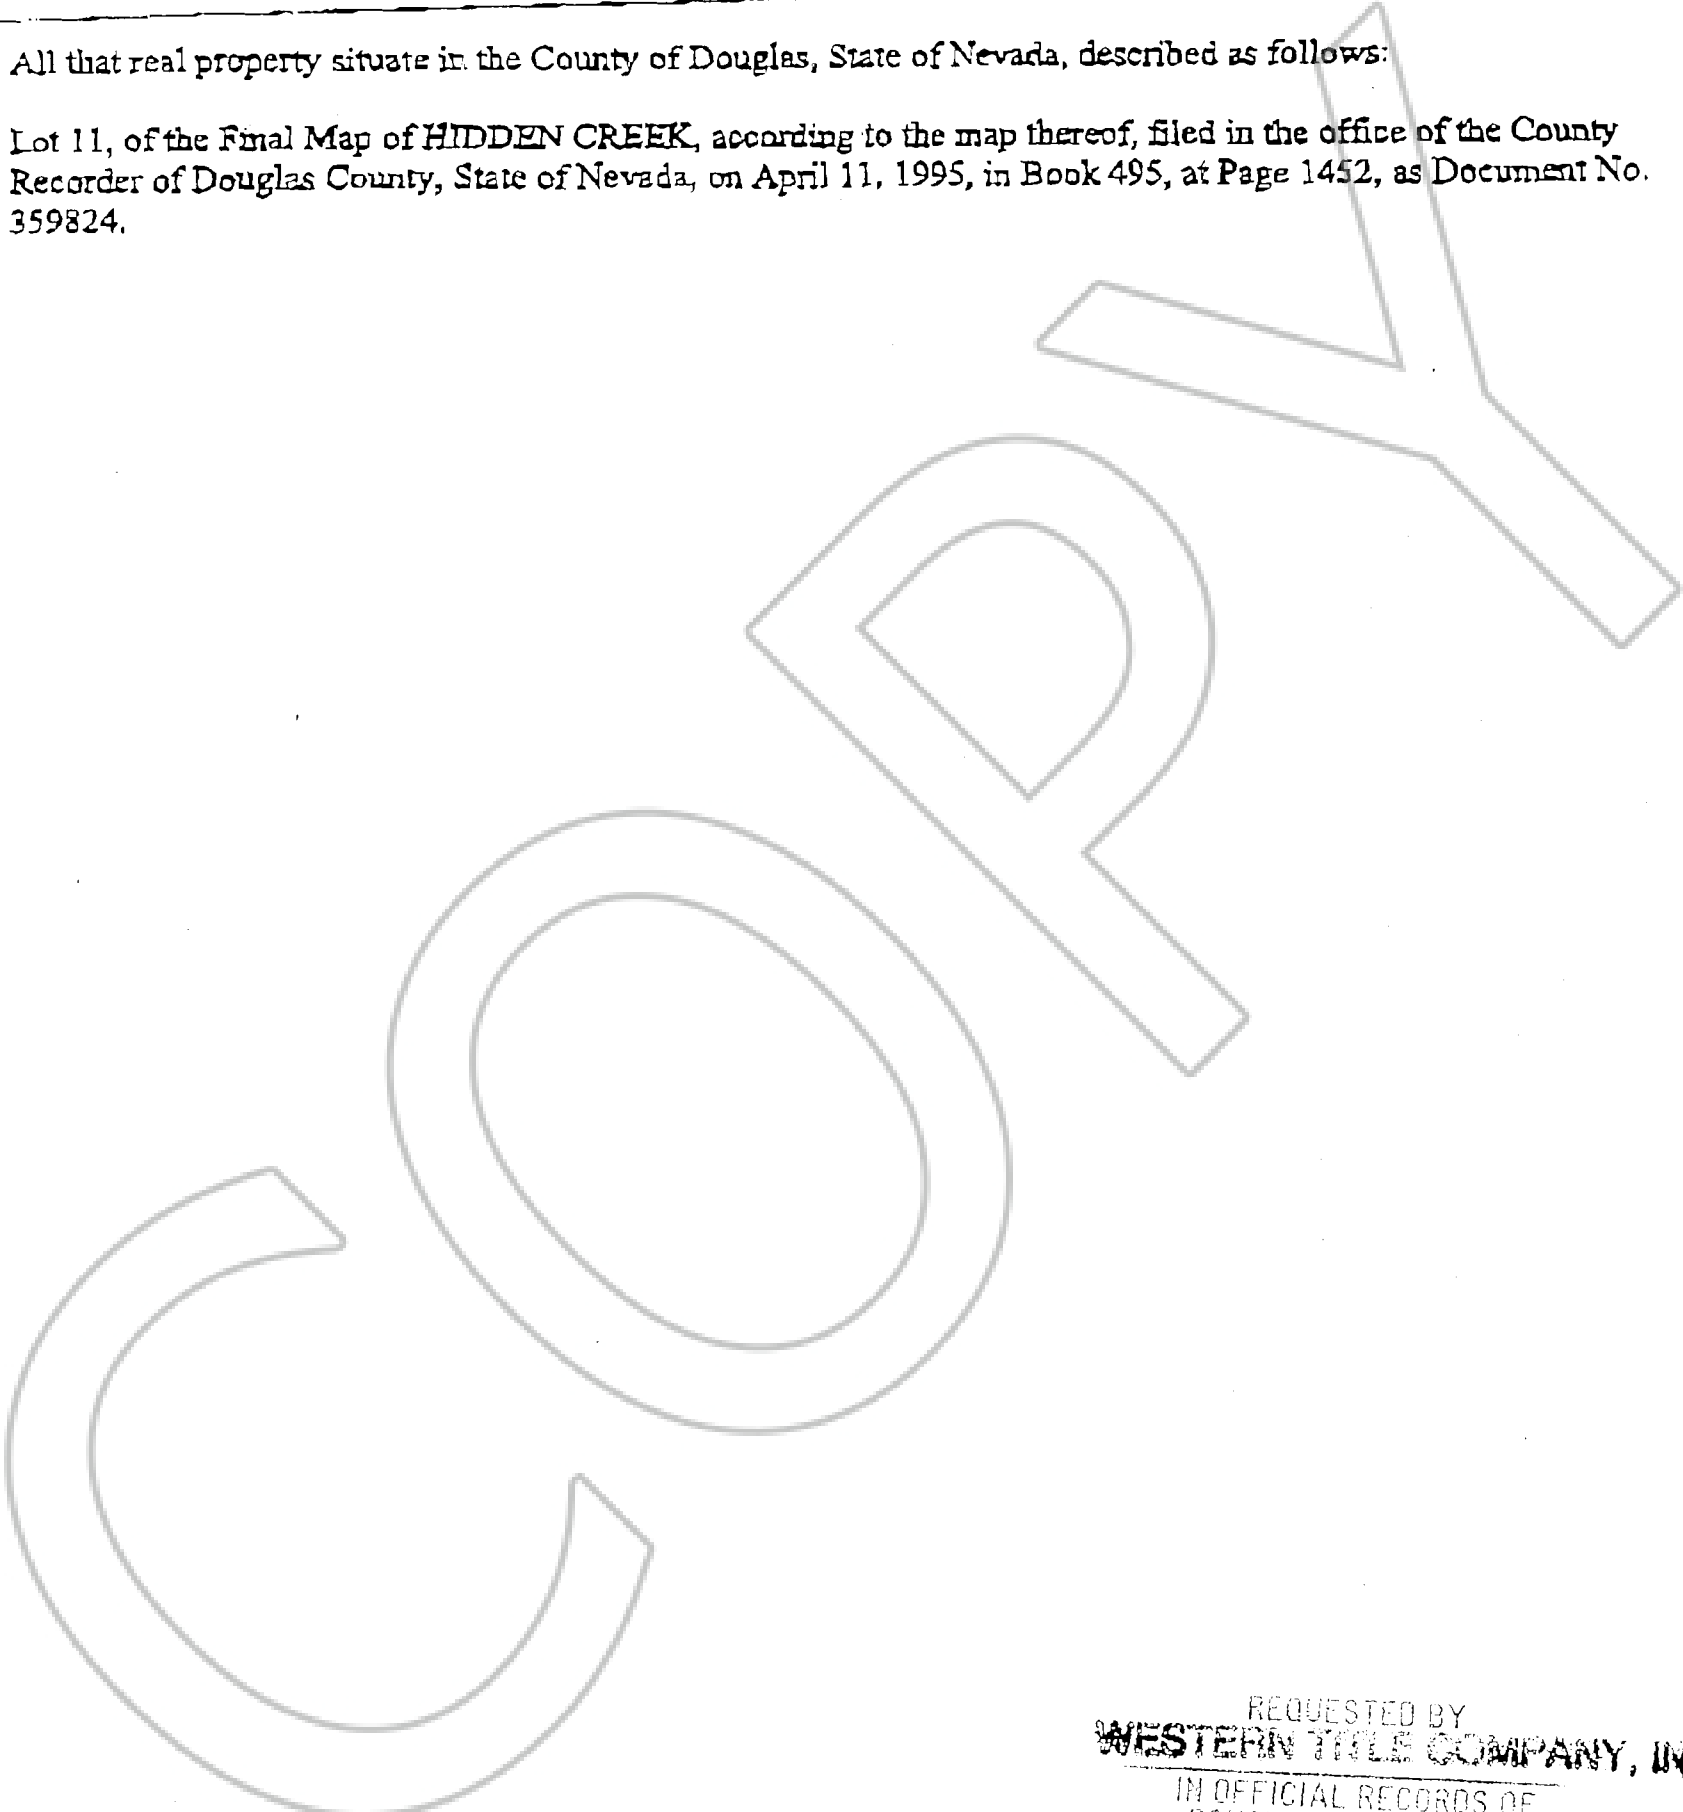 All that real property situate in the County of Douglas, State of Nevada, described as follows:
Lot 11, of the Final Map of HIDDEN CREEK, according to the map thereof, filed in the office of the County
Recorder of Douglas County, State of Nevada, on April 11, 1995, in Book 495, at Page 1452, as Document No.
359824.
COPY
REQUESTED BY
WESTERN TITLE COMPANY, IN
IN OFFICIAL RECORDS OF